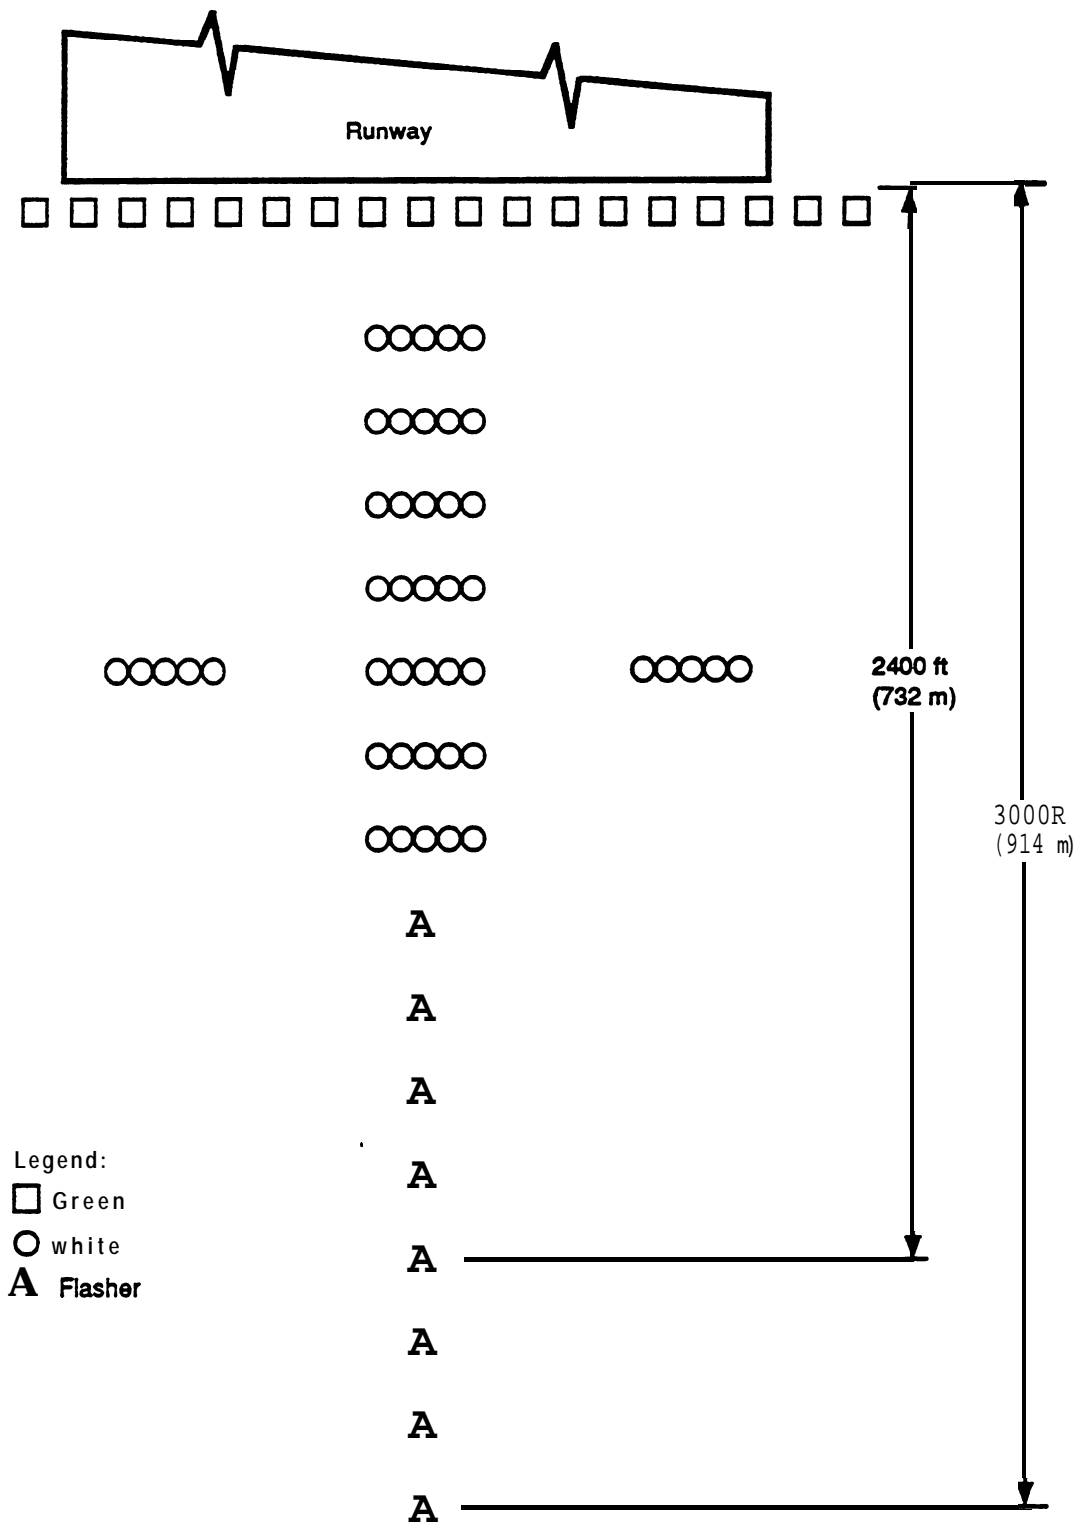 Runway
2400 ft
(732 m)
3000R
(914 m)
A
A
A
A
A
A
A
A
Legend:
Green
white
A Flasher